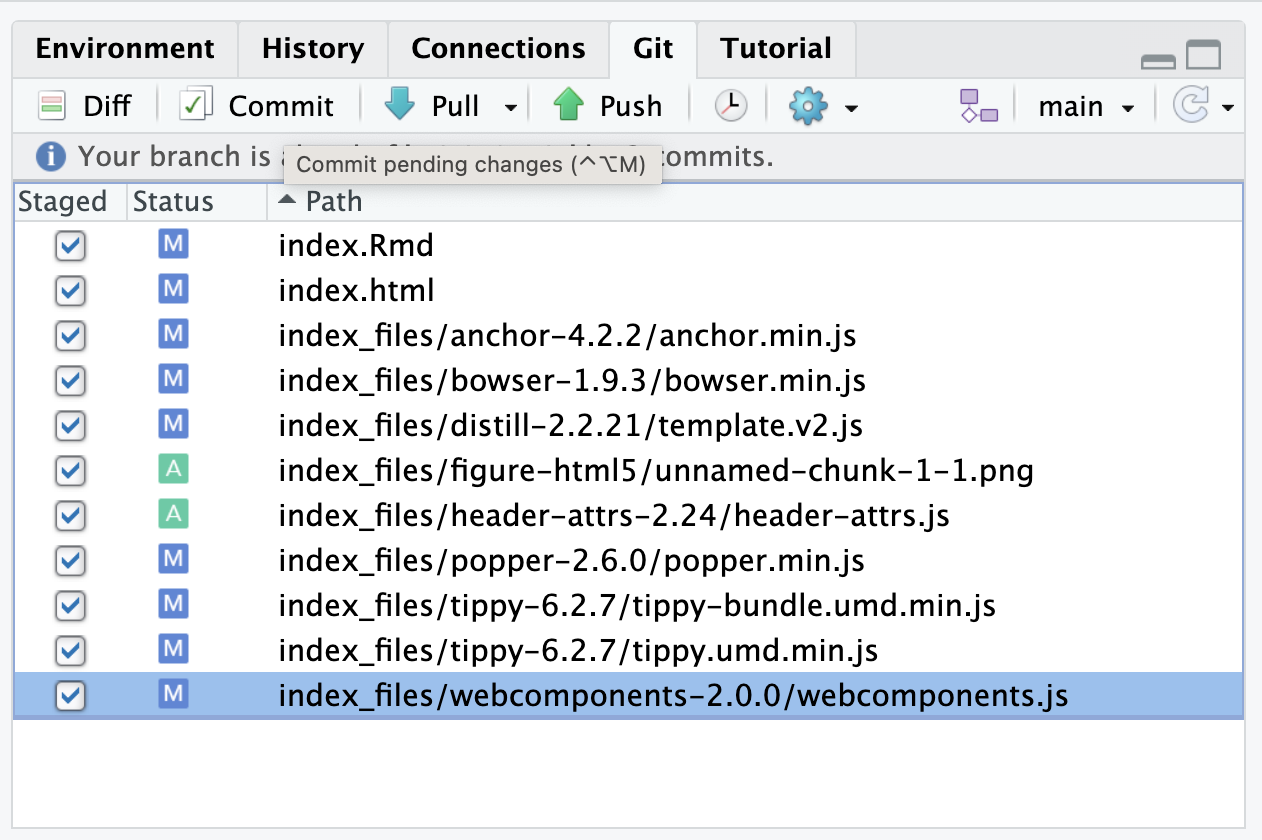 Environment History Connections Git Tutorial
Diff Commit Pull Push main
Your branch is commits.
Commit pending changes (^⌥M)
Staged Status Path
M index.Rmd
M index.html
M index_files/anchor-4.2.2/anchor.min.js
M index_files/bowser-1.9.3/bowser.min.js
M index_files/distill-2.2.21/template.v2.js
A index_files/figure-html5/unnamed-chunk-1-1.png
A index_files/header-attrs-2.24/header-attrs.js
M index_files/popper-2.6.0/popper.min.js
M index_files/tippy-6.2.7/tippy-bundle.umd.min.js
M index_files/tippy-6.2.7/tippy.umd.min.js
M index_files/webcomponents-2.0.0/webcomponents.js